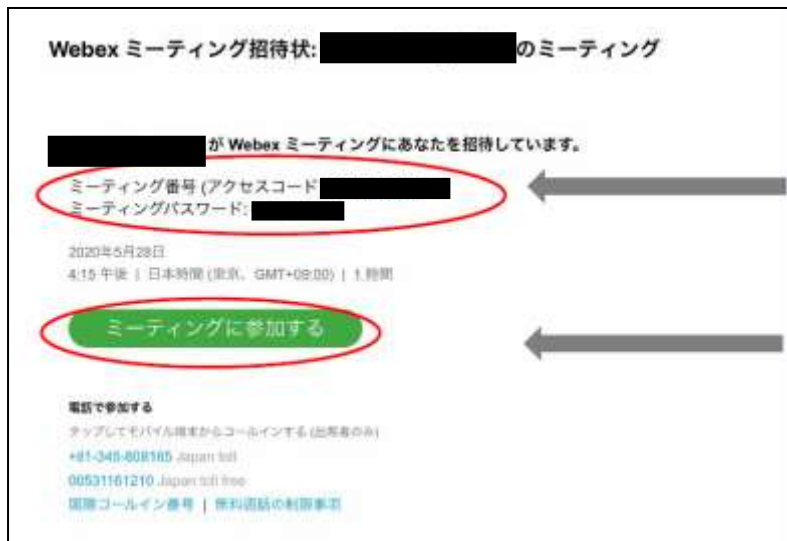 Webex ミーティング招待状:
のミーティング
が Webex ミーティングにあなたを招待しています。
ミーティング番号 (アクセスコード
ミーティングパスワード:
2020年5月28日
4:15 午後 | 日本時間 (東京、GMT+09:00) | 1 時間
ミーティングに参加する
電話で参加する
タップしてモバイル端末からコールインする (出席者のみ)
+81-345-808165 Japan toll
00531161210 Japan toll free
国際コールイン番号 | 無料通話の制限事項